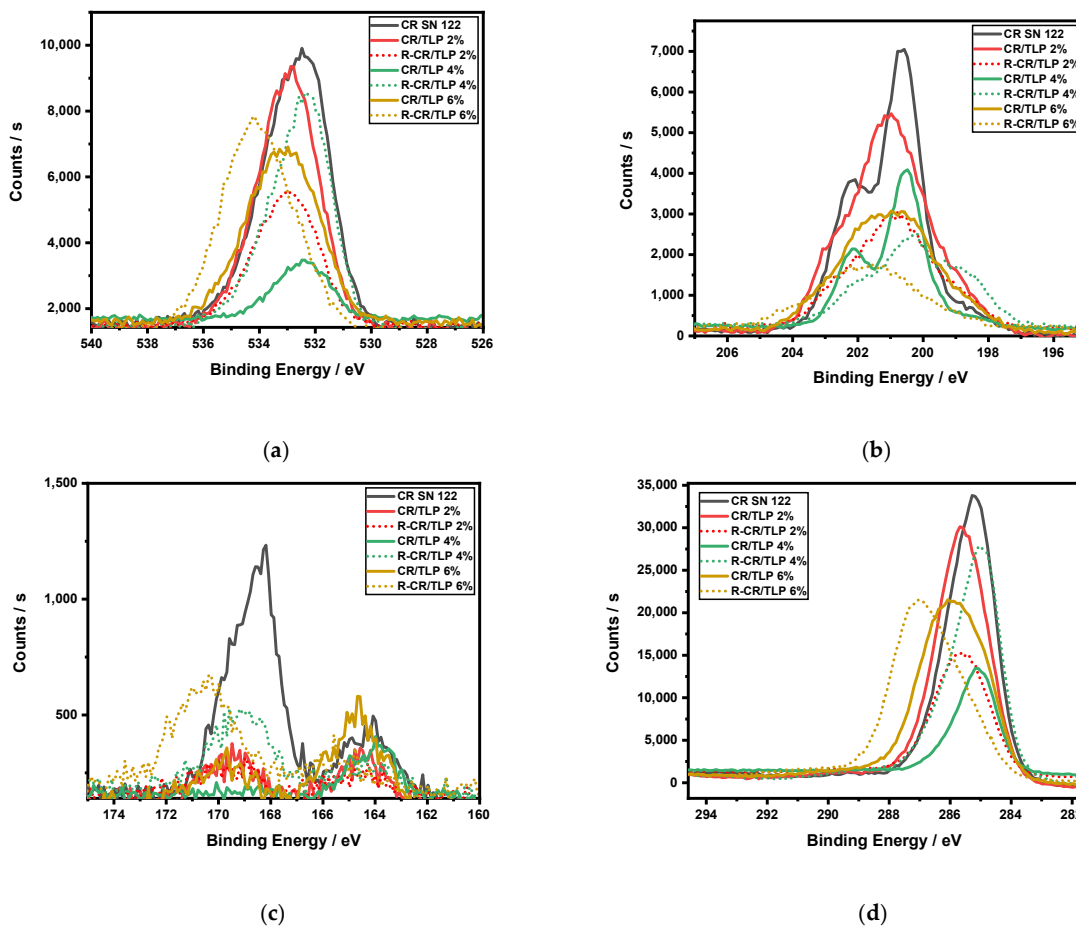 10,000
8,000
6,000
4,000
2,000
Counts / s
540 538 536 534 532 530 528 526
Binding Energy / eV
CR SN 122
CR/TLP 2%
R-CR/TLP 2%
CR/TLP 4%
R-CR/TLP 4%
CR/TLP 6%
R-CR/TLP 6%
(a)
7,000
6,000
5,000
4,000
3,000
2,000
1,000
0
Counts / s
206 204 202 200 198 196
Binding Energy / eV
CR SN 122
CR/TLP 2%
R-CR/TLP 2%
CR/TLP 4%
R-CR/TLP 4%
CR/TLP 6%
R-CR/TLP 6%
(b)
1,500
1,000
500
Counts / s
174 172 170 168 166 164 162 160
Binding Energy / eV
CR SN 122
CR/TLP 2%
R-CR/TLP 2%
CR/TLP 4%
R-CR/TLP 4%
CR/TLP 6%
R-CR/TLP 6%
(c)
35,000
30,000
25,000
20,000
15,000
10,000
5,000
0
Counts / s
294 292 290 288 286 284
Binding Energy / eV
CR SN 122
CR/TLP 2%
R-CR/TLP 2%
CR/TLP 4%
R-CR/TLP 4%
CR/TLP 6%
R-CR/TLP 6%
(d)